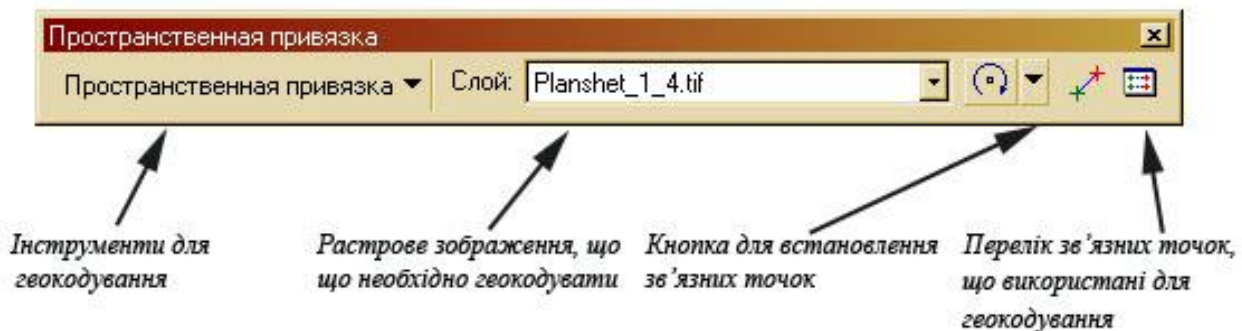 Пространственная привязка
Пространственная привязка Слой: Planshet_1_4.tif
Інструменти для
геокодування
Растрове зображення, що
що необхідно геокодувати
Кнопка для встановлення
зв’язних точок
Перелік зв’язних точок,
що використані для
геокодування